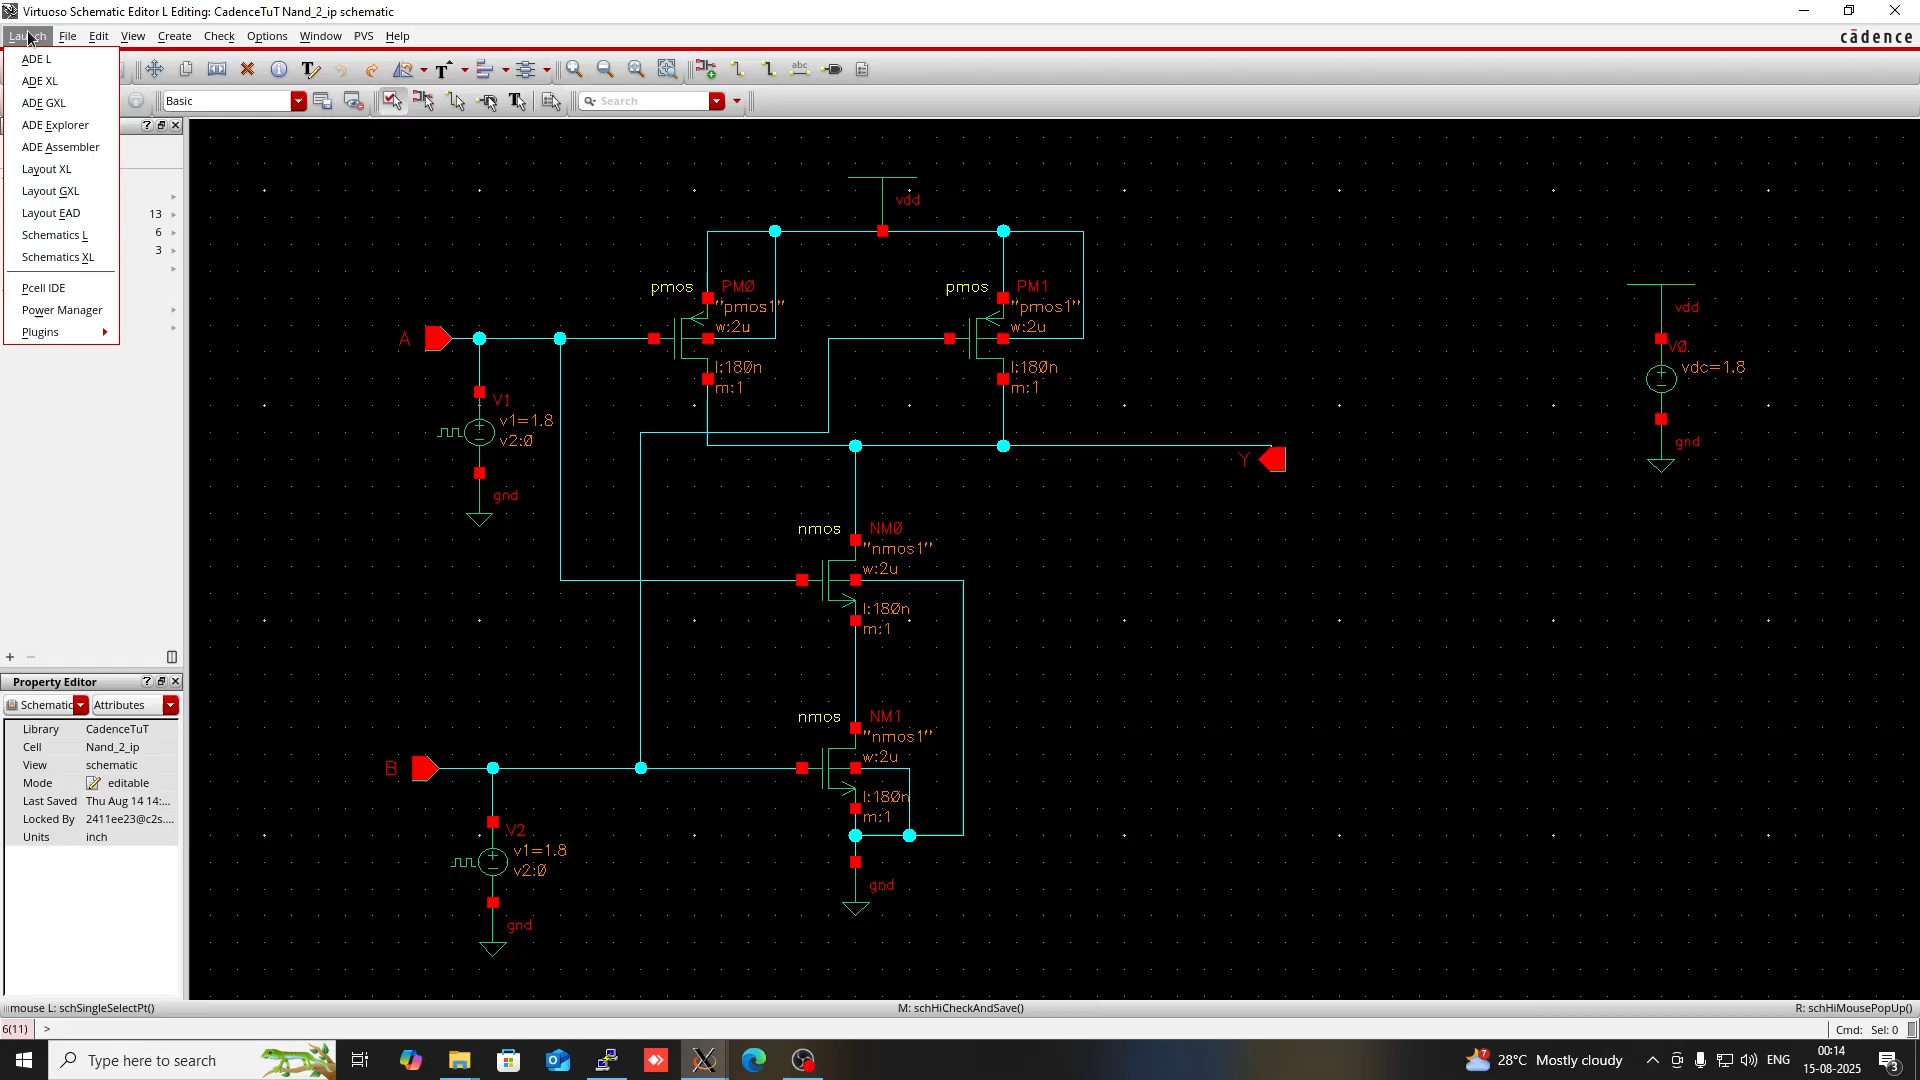 Virtuoso Schematic Editor L Editing: CadenceTuT Nand_2_ip schematic
Launch File Edit View Create Check Options Window PVS Help
cādence
ADE L
ADE XL
ADE GXL
ADE Explorer
ADE Assembler
Layout XL
Layout GXL
Layout EAD
Schematics L
Schematics XL
Pcell IDE
Power Manager
Plugins
abc
Basic
Search
13
6
3
vdd
pmos PM0
"pmos1"
w:2u
l:180n
m:1
pmos PM1
"pmos1"
w:2u
l:180n
m:1
A
V1
v1=1.8
v2:0
gnd
Y
vdd
V0
vdc=1.8
gnd
nmos NM0
"nmos1"
w:2u
l:180n
m:1
nmos NM1
"nmos1"
w:2u
l:180n
m:1
gnd
B
V2
v1=1.8
v2:0
gnd
Property Editor
Schematic Attributes
Library CadenceTuT
Cell Nand_2_ip
View schematic
Mode editable
Last Saved Thu Aug 14 14:...
Locked By 2411ee23@c2s....
Units inch
mouse L: schSingleSelectPt() M: schHiCheckAndSave() R: schHiMousePopUp()
6(11) > Cmd: Sel: 0
Type here to search
7
28°C Mostly cloudy
ENG
00:14
15-08-2025
3